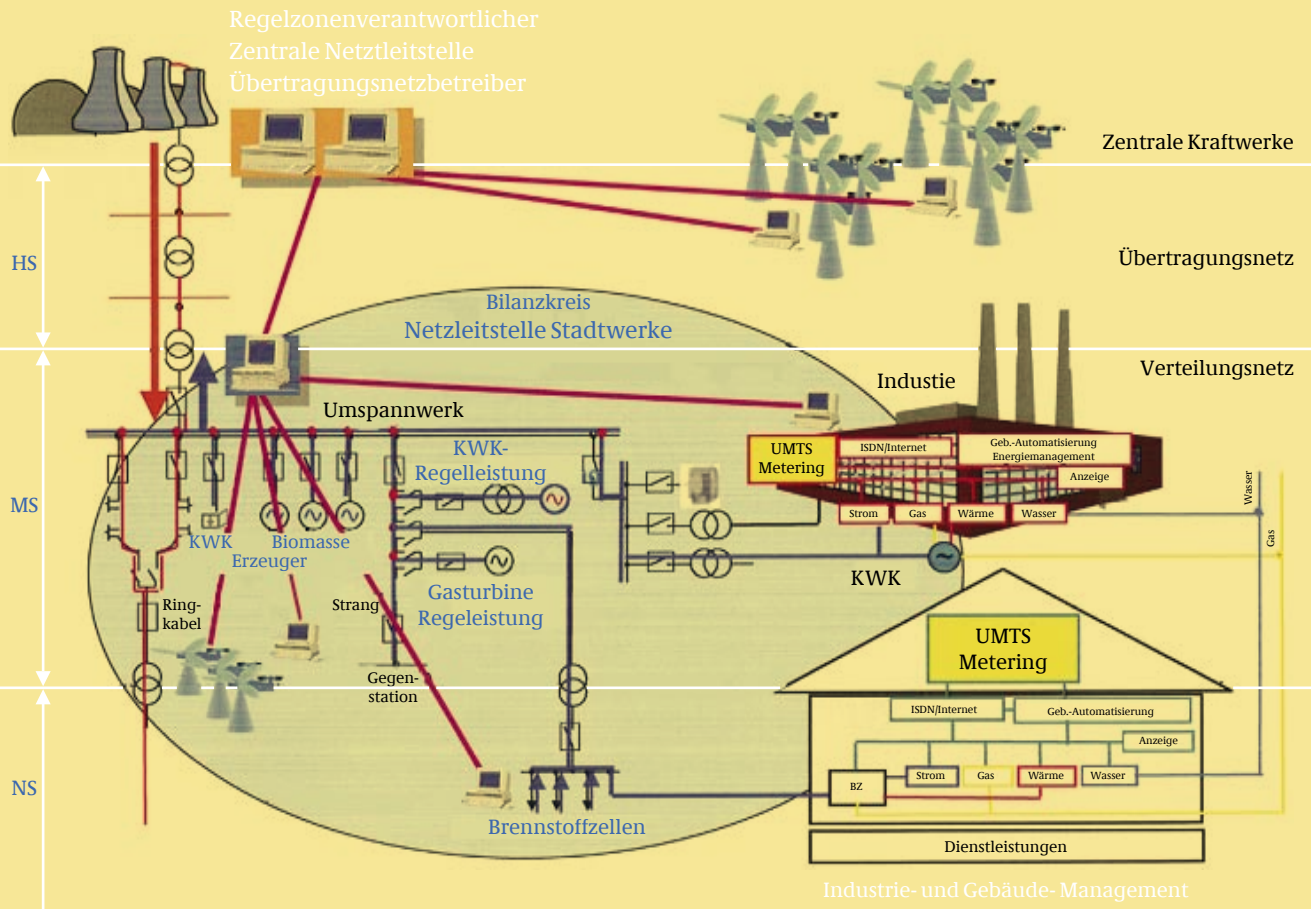 Regelzonenverantwortlicher
Zentrale Netztleitstelle
Übertragungsnetzbetreiber
Zentrale Kraftwerke
HS
Übertragungsnetz
Bilanzkreis
Netzleitstelle Stadtwerke
Verteilungsnetz
Industie
Umspannwerk
UMTS
Metering
ISDN/Internet
Geb.-Automatisierung
Energiemanagement
Anzeige
Strom
Gas
Wärme
Wasser
Wasser
Gas
MS
KWK-
Regelleistung
KWK
Biomasse
Erzeuger
KWK
Gasturbine
Regeleistung
Ring-
kabel
Strang
Gegen-
station
UMTS
Metering
ISDN/Internet
Geb.-Automatisierung
Anzeige
BZ
Strom
Gas
Wärme
Wasser
NS
Brennstoffzellen
Dienstleistungen
Industrie- und Gebäude- Management